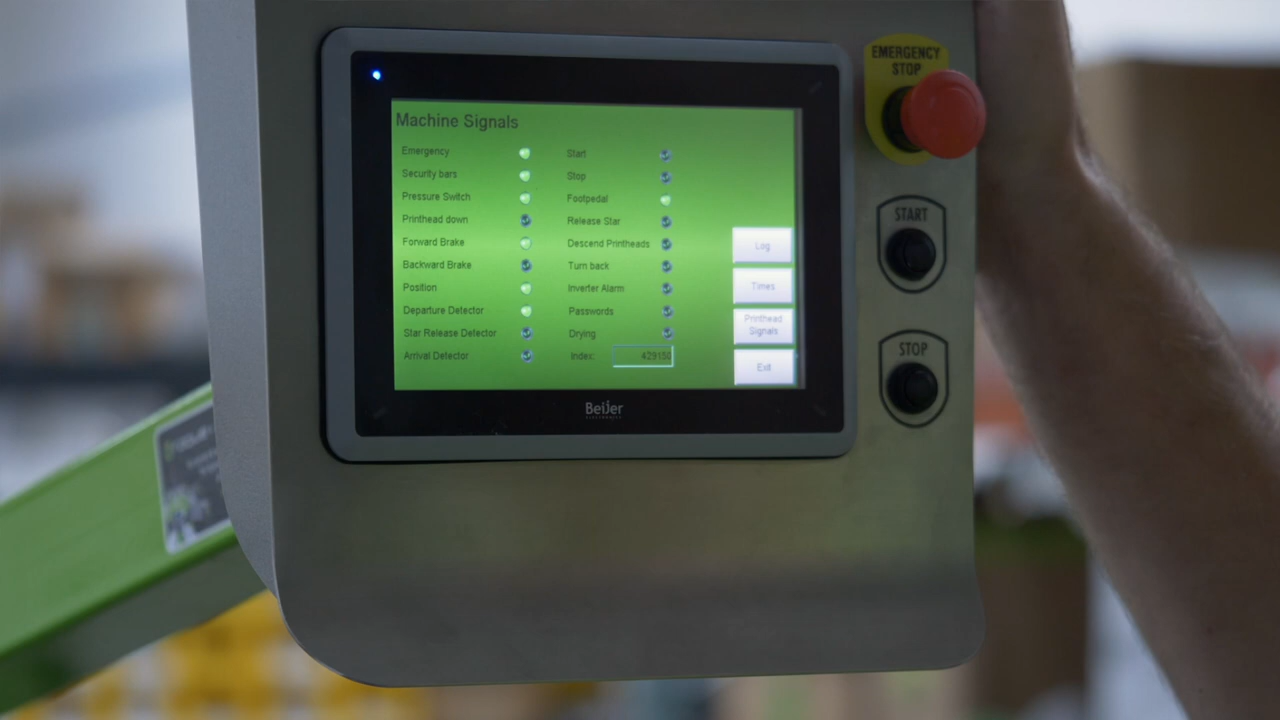 EMERGENCY
STOP
Machine Signals
Emergency
Start
Security bars
Stop
Pressure Switch
Footpedal
Printhead down
Release Star
Forward Brake
Descend Printheads
Log
Backward Brake
Turn back
Position
Inverter Alarm
Times
Departure Detector
Passwords
Printhead
Signals
Star Release Detector
Drying
Arrival Detector
Index:
429150
Exit
START
STOP
Beijer
ELECTRONICS